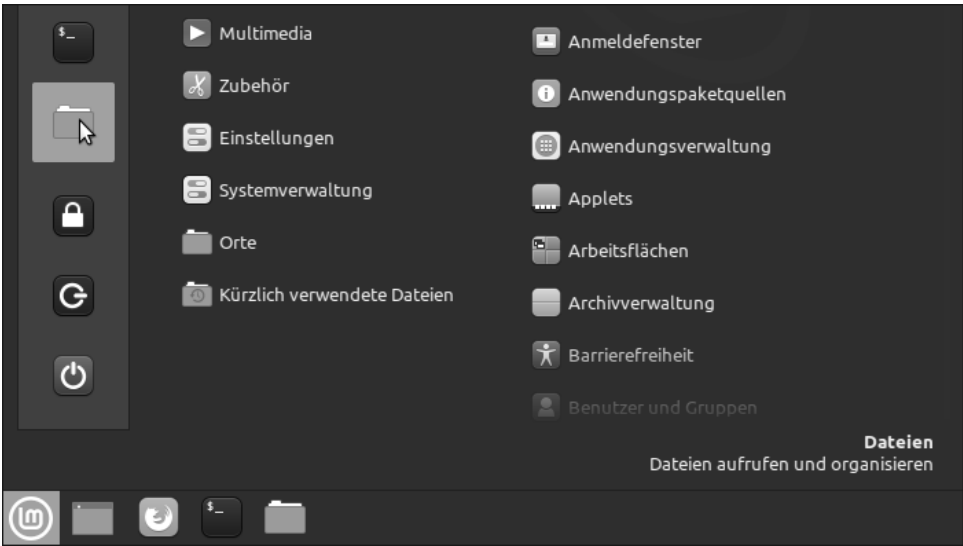 $_
Multimedia
Zubehör
Einstellungen
Systemverwaltung
Orte
Kürzlich verwendete Dateien
Anmeldefenster
Anwendungspaketquellen
Anwendungsverwaltung
Applets
Arbeitsflächen
Archivverwaltung
Barrierefreiheit
Benutzer und Gruppen
Dateien
Dateien aufrufen und organisieren
$_